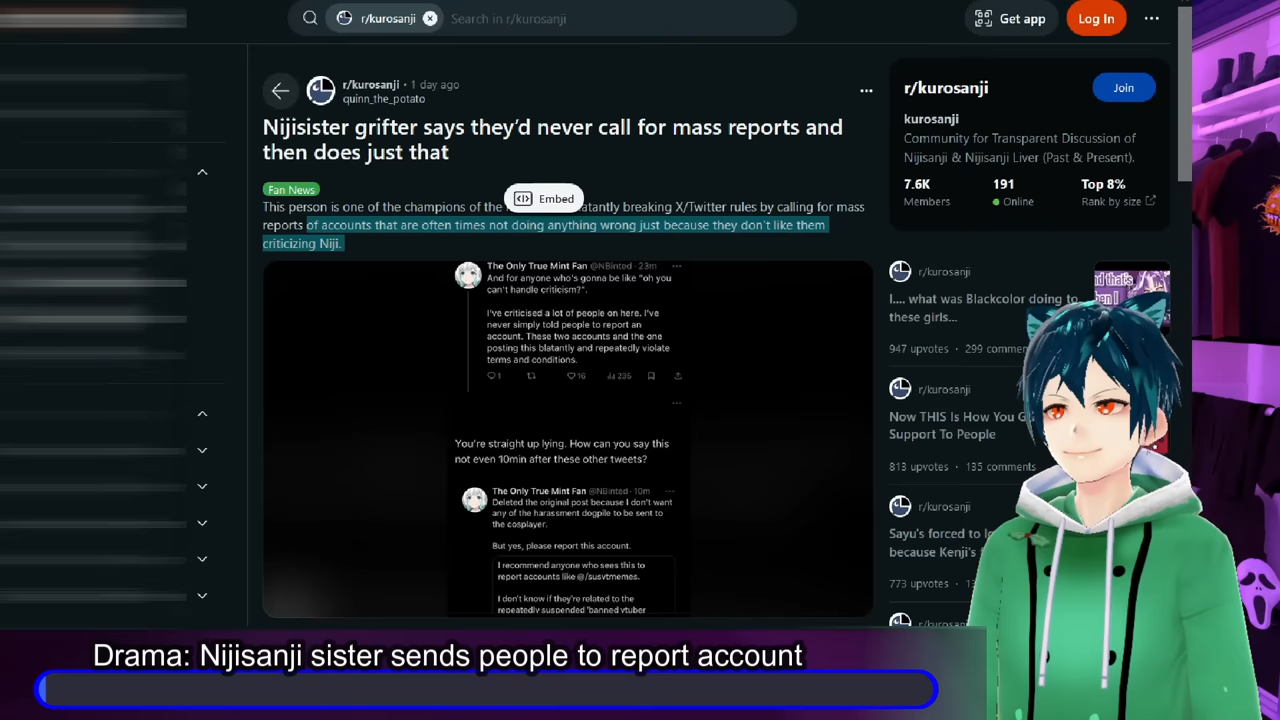 r/kurosanji
Search in r/kurosanji
Get app
Log In
r/kurosanji • 1 day ago
quinn_the_potato
Nijisister grifter says they'd never call for mass reports and
then does just that
Fan News
Embed
This person is one of the champions of the
atantly breaking X/Twitter rules by calling for mass
reports of accounts that are often times not doing anything wrong just because they don't like them
criticizing Niji.
The Only True Mint Fan @NBinted · 23m
And for anyone who's gonna be like "oh you
can't handle criticism?".
I've criticised a lot of people on here. I've
never simply told people to report an
account. These two accounts and the one
posting this blatantly and repeatedly violate
terms and conditions.
1
16
235
You're straight up lying. How can you say this
not even 10min after these other tweets?
The Only True Mint Fan @NBinted · 10m
Deleted the original post because I don't want
any of the harassment dogpile to be sent to
the cosplayer.
But yes, please report this account.
I recommend anyone who sees this to
report accounts like @/susvtmemes.
I don't know if they're related to the
repeatedly suspended 'banned vtuber
r/kurosanji
Join
kurosanji
Community for Transparent Discussion of
Nijisanji & Nijisanji Liver (Past & Present).
7.6K
191
Top 8%
Members
Online
Rank by size
r/kurosanji
I.... what was Blackcolor doing to
these girls...
947 upvotes · 299 commen
nd that's
hen I
r/kurosanji
Now THIS Is How You G
Support To People
813 upvotes · 135 comments
r/kurosanji
Sayu's forced to l
because Kenji's
773 upvotes · 1
r/kurosanji
Drama: Nijisanji sister sends people to report account